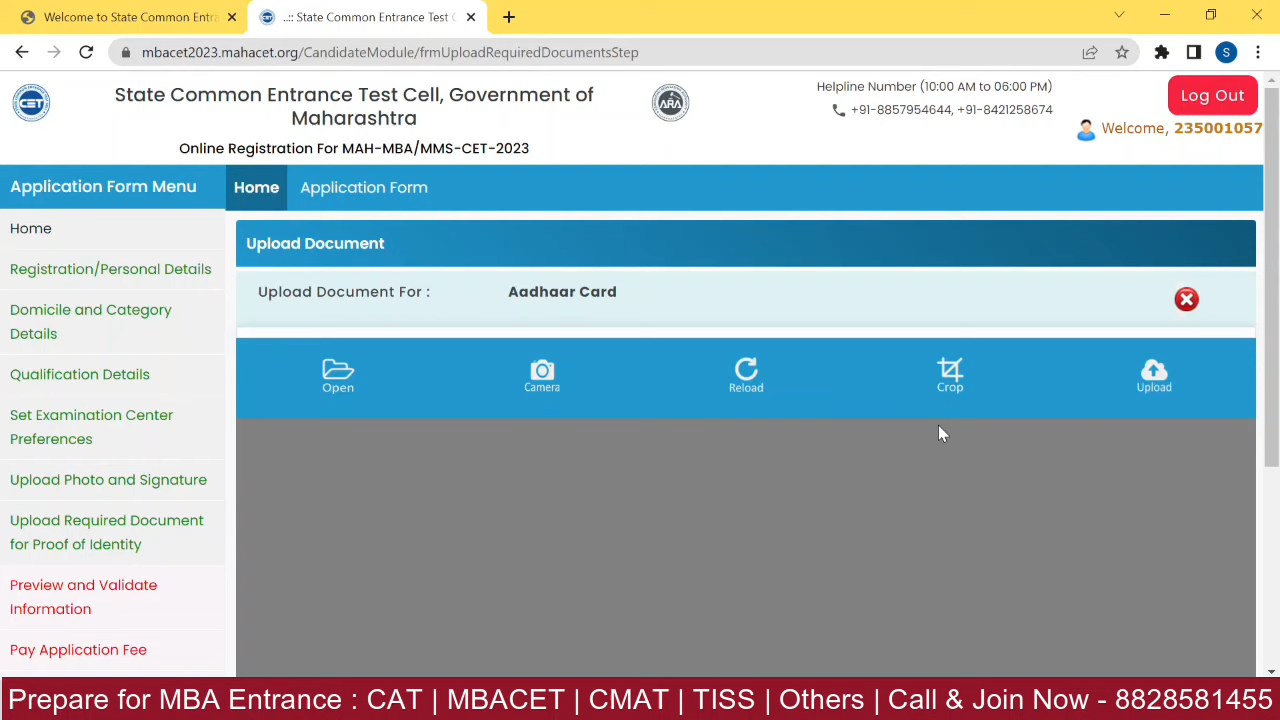 Welcome to State Common Entra
..:: State Common Entrance Test C
mbacet2023.mahacet.org/CandidateModule/frmUploadRequiredDocumentsStep
S
CET
State Common Entrance Test Cell, Government of
Maharashtra
Online Registration For MAH-MBA/MMS-CET-2023
ARA
Helpline Number (10:00 AM to 06:00 PM)
+91-8857954644, +91-8421258674
Log Out
Welcome, 235001057
Application Form Menu
Home
Application Form
Home
Registration/Personal Details
Domicile and Category
Details
Qualification Details
Set Examination Center
Preferences
Upload Photo and Signature
Upload Required Document
for Proof of Identity
Preview and Validate
Information
Pay Application Fee
Upload Document
Upload Document For :
Aadhaar Card
Open
Camera
Reload
Crop
Upload
Prepare for MBA Entrance : CAT | MBACET | CMAT | TISS | Others | Call & Join Now - 8828581455